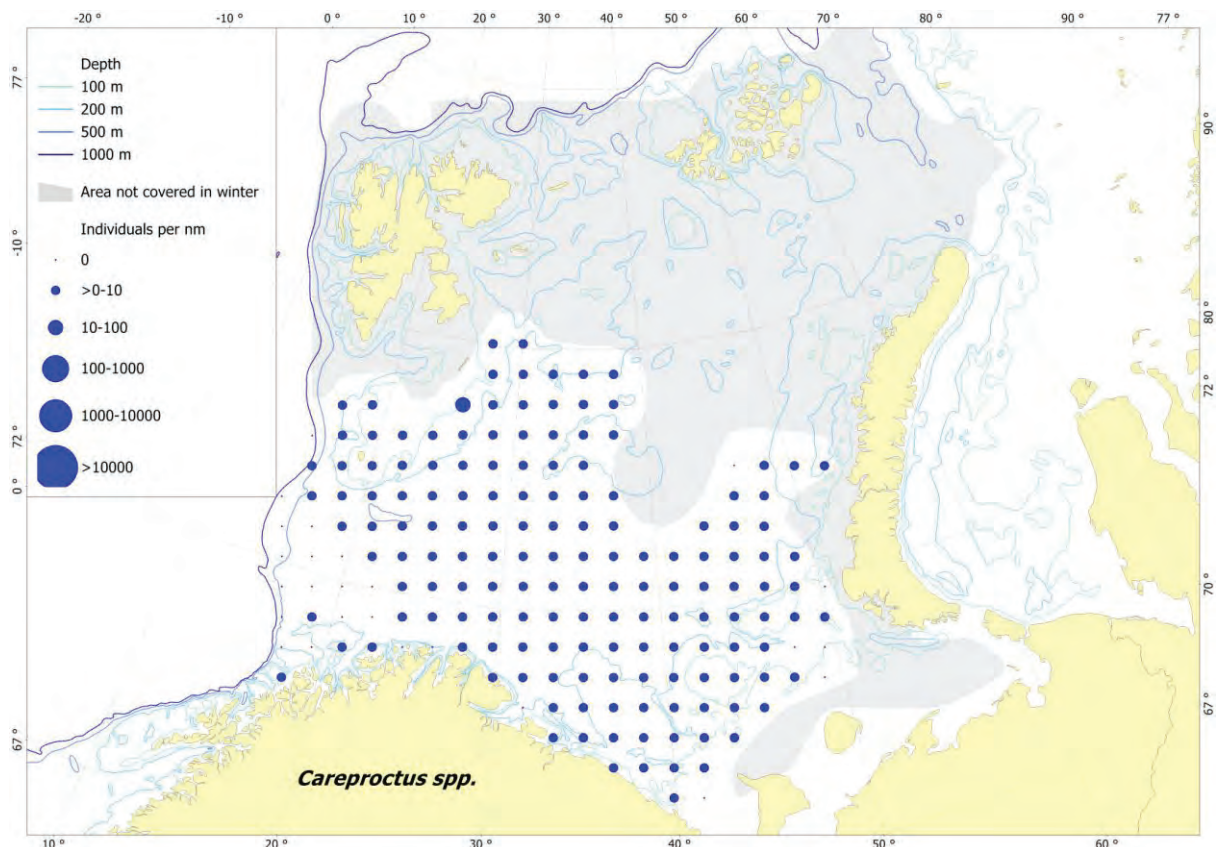 -20 º -10 º 0 º 10 º 20 º 30 º 40 º 50 º 60 º 70 º 80 º 90 º 77 º
Depth
100 m
200 m
500 m
1000 m
Area not covered in winter
Individuals per nm
0
>0-10
10-100
100-1000
1000-10000
>10000
77 º
-10 º
72 º
0 º
67 º
90 º
80 º
72 º
70 º
67 º
Careproctus spp.
10 º 20 º 30 º 40 º 50 º 60 º